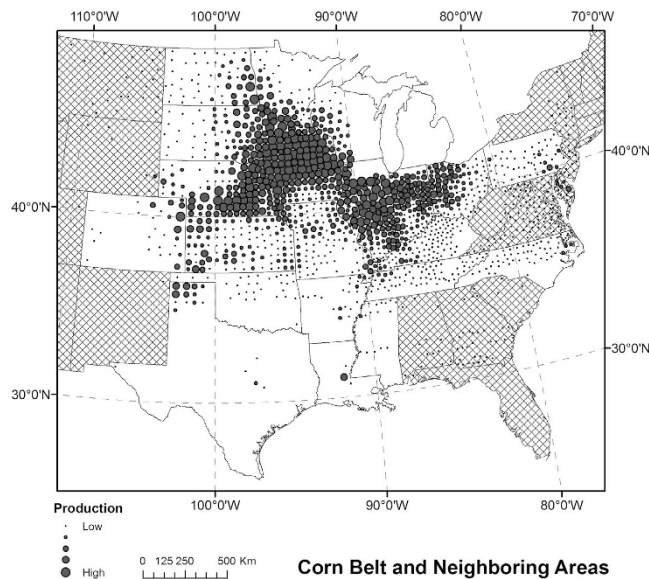 110°0'W 100°0'W 90°0'W 80°0'W 70°0'W
40°0'N 40°0'N
30°0'N 30°0'N
100°0'W 90°0'W 80°0'W
Production
Low
High
0 125 250 500 Km
Corn Belt and Neighboring Areas